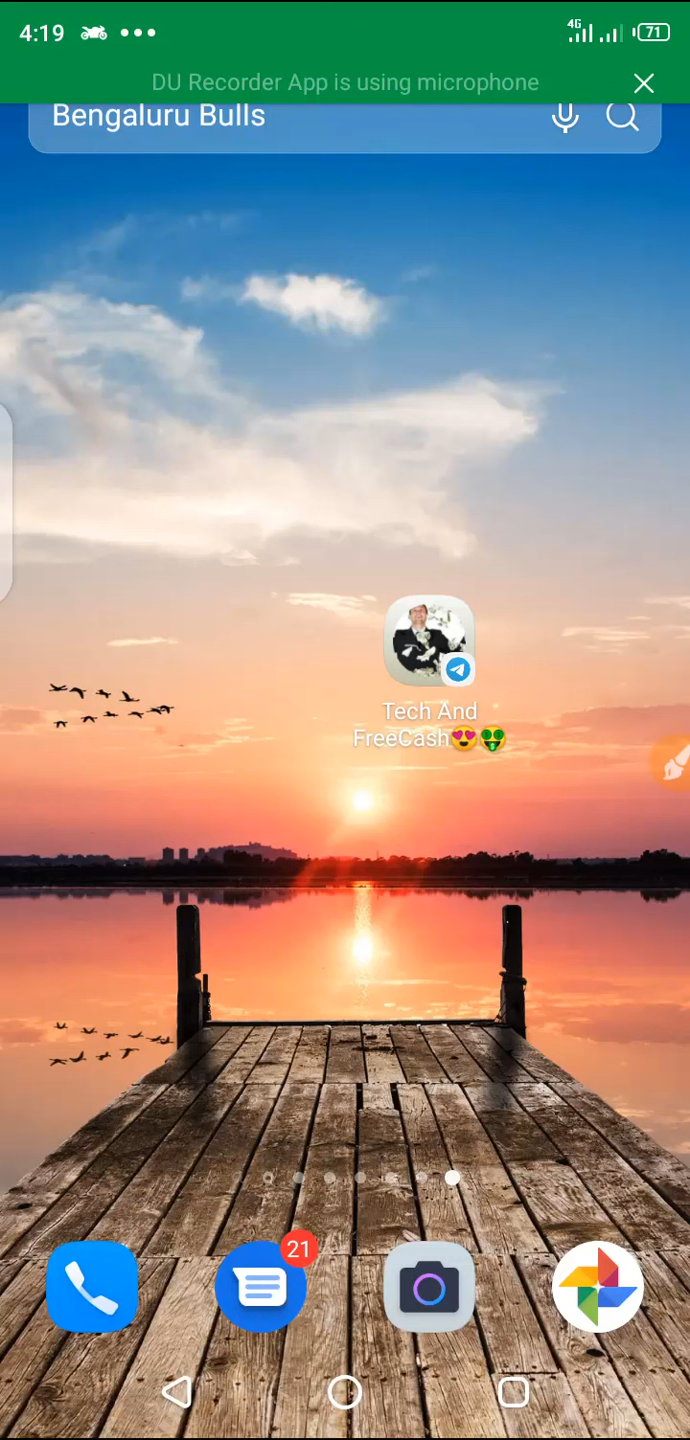 4:19
4G
71
DU Recorder App is using microphone
Bengaluru Bulls
Tech And
FreeCash😍🤑
21